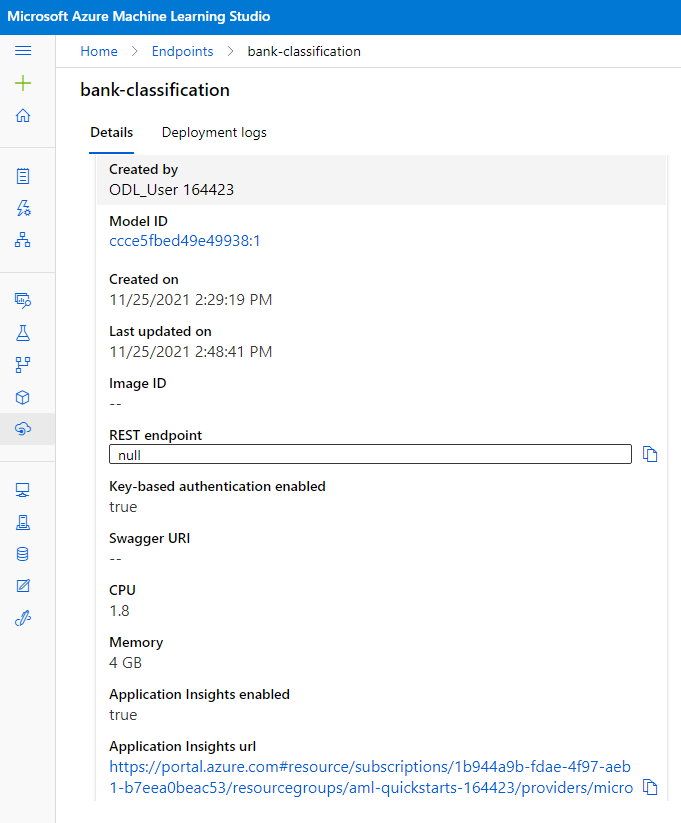 Microsoft Azure Machine Learning Studio
Home > Endpoints > bank-classification
bank-classification
Details Deployment logs
Created by
ODL_User 164423
Model ID
ccce5fbed49e49938:1
Created on
11/25/2021 2:29:19 PM
Last updated on
11/25/2021 2:48:41 PM
Image ID
--
REST endpoint
null
Key-based authentication enabled
true
Swagger URI
--
CPU
1.8
Memory
4 GB
Application Insights enabled
true
Application Insights url
https://portal.azure.com#resource/subscriptions/1b944a9b-fdae-4f97-aeb
1-b7eea0beac53/resourcegroups/aml-quickstarts-164423/providers/micro